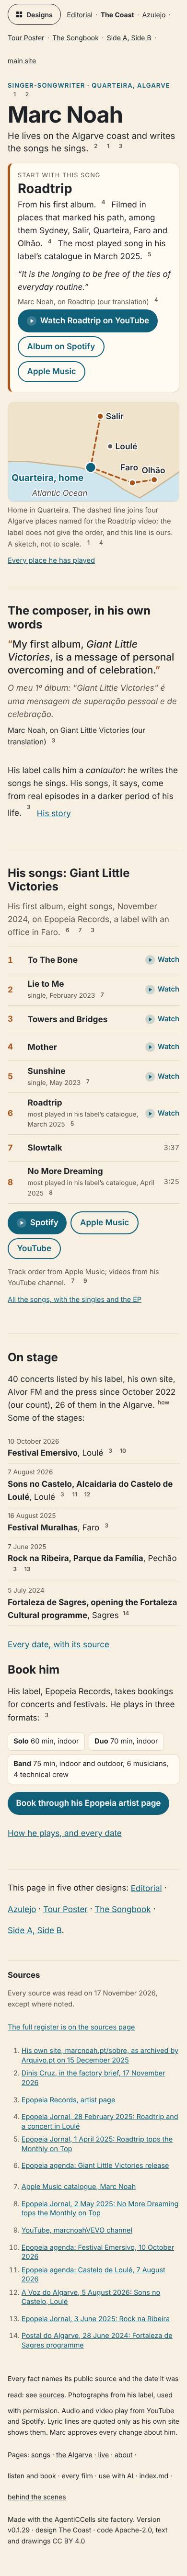 Designs Editorial · The Coast · Azulejo ·
Tour Poster · The Songbook · Side A, Side B ·
main site
SINGER-SONGWRITER · QUARTEIRA, ALGARVE
1 2
Marc Noah
He lives on the Algarve coast and writes
the songs he sings. 2 1 3
START WITH THIS SONG
Roadtrip
From his first album. 4 Filmed in
places that marked his path, among
them Sydney, Salir, Quarteira, Faro and
Olhão. 4 The most played song in his
label's catalogue in March 2025. 5
“It is the longing to be free of the ties of
everyday routine.”
Marc Noah, on Roadtrip (our translation) 4
Watch Roadtrip on YouTube
Album on Spotify
Apple Music
Salir
Loulé
Faro Olhão
Quarteira, home
Atlantic Ocean
Home in Quarteira. The dashed line joins four
Algarve places named for the Roadtrip video; the
label does not give the order, and this line is ours.
A sketch, not to scale. 1 4
Every place he has played
The composer, in his own
words
“My first album, Giant Little
Victories, is a message of personal
overcoming and of celebration.”
O meu 1º álbum: “Giant Little Victories” é
uma mensagem de superação pessoal e de
celebração.
Marc Noah, on Giant Little Victories (our
translation) 3
His label calls him a cantautor: he writes the
songs he sings. His songs, it says, come
from real episodes in a darker period of his
life. 3 His story
His songs: Giant Little
Victories
His first album, eight songs, November
2024, on Epopeia Records, a label with an
office in Faro. 6 7 3
1 To The Bone Watch
2 Lie to Me Watch
single, February 2023 7
3 Towers and Bridges Watch
4 Mother Watch
5 Sunshine Watch
single, May 2023 7
6 Roadtrip Watch
most played in his label's catalogue,
March 2025 5
7 Slowtalk 3:37
8 No More Dreaming 3:25
most played in his label's catalogue, April
2025 8
Spotify
Apple Music
YouTube
Track order from Apple Music; videos from his
YouTube channel. 7 9
All the songs, with the singles and the EP
On stage
40 concerts listed by his label, his own site,
Alvor FM and the press since October 2022
(our count), 26 of them in the Algarve. how
Some of the stages:
10 October 2026
Festival Emersivo, Loulé 3 10
7 August 2026
Sons no Castelo, Alcaidaria do Castelo de
Loulé, Loulé 3 11 12
16 August 2025
Festival Muralhas, Faro 3
7 June 2025
Rock na Ribeira, Parque da Família, Pechão
3 13
5 July 2024
Fortaleza de Sagres, opening the Fortaleza
Cultural programme, Sagres 14
Every date, with its source
Book him
His label, Epopeia Records, takes bookings
for concerts and festivals. He plays in three
formats: 3
Solo 60 min, indoor
Duo 70 min, indoor
Band 75 min, indoor and outdoor, 6 musicians,
4 technical crew
Book through his Epopeia artist page
How he plays, and every date
This page in five other designs: Editorial ·
Azulejo · Tour Poster · The Songbook ·
Side A, Side B.
Sources
Every source was read on 17 November 2026,
except where noted.
The full register is on the sources page
1. His own site, marcnoah.pt/sobre, as archived by
Arquivo.pt on 15 December 2025
2. Dinis Cruz, in the factory brief, 17 November
2026
3. Epopeia Records, artist page
4. Epopeia Jornal, 28 February 2025: Roadtrip and
a concert in Loulé
5. Epopeia Jornal, 1 April 2025: Roadtrip tops the
Monthly on Top
6. Epopeia agenda: Giant Little Victories release
7. Apple Music catalogue, Marc Noah
8. Epopeia Jornal, 2 May 2025: No More Dreaming
tops the Monthly on Top
9. YouTube, marcnoahVEVO channel
10. Epopeia agenda: Festival Emersivo, 10 October
2026
11. Epopeia agenda: Castelo de Loulé, 7 August
2026
12. A Voz do Algarve, 5 August 2026: Sons no
Castelo, Loulé
13. Epopeia Jornal, 3 June 2025: Rock na Ribeira
14. Postal do Algarve, 28 June 2024: Fortaleza de
Sagres programme
Every fact names its public source and the date it was
read: see sources. Photographs from his label, used
with permission. Audio and video play from YouTube
and Spotify. Lyric lines are quoted only as his own site
shows them. Marc approves every change about him.
Pages: songs · the Algarve · live · about ·
listen and book · every film · use with AI · index.md ·
behind the scenes
Made with the AgentiCCells site factory. Version
v0.1.29 · design The Coast · code Apache-2.0, text
and drawings CC BY 4.0